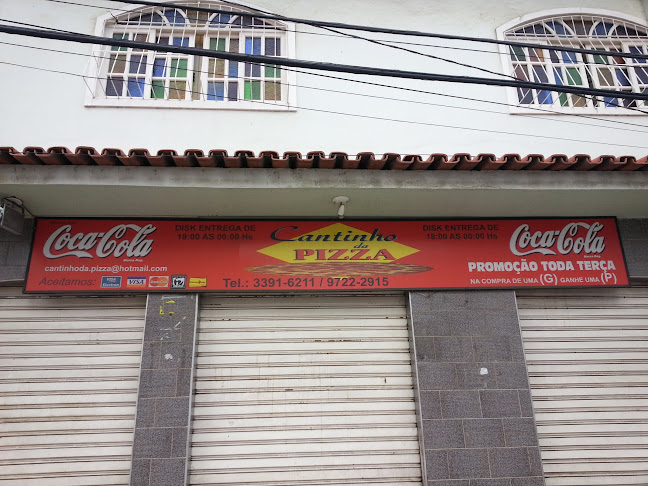 Coca-Cola
cantinhoda.pizza@hotmail.com
Aceitamos:
VISA
DISK ENTREGA DE
18:00 AS 00:00 Hs
Cantinho
da
PIZZA
Tel.: 3391-6211 / 9722-2915
DISK ENTREGA DE
18:00 AS 00:00 Hs
Coca-Cola
PROMOÇÃO TODA TERÇA
NA COMPRA DE UMA (G) GANHE UMA (P)